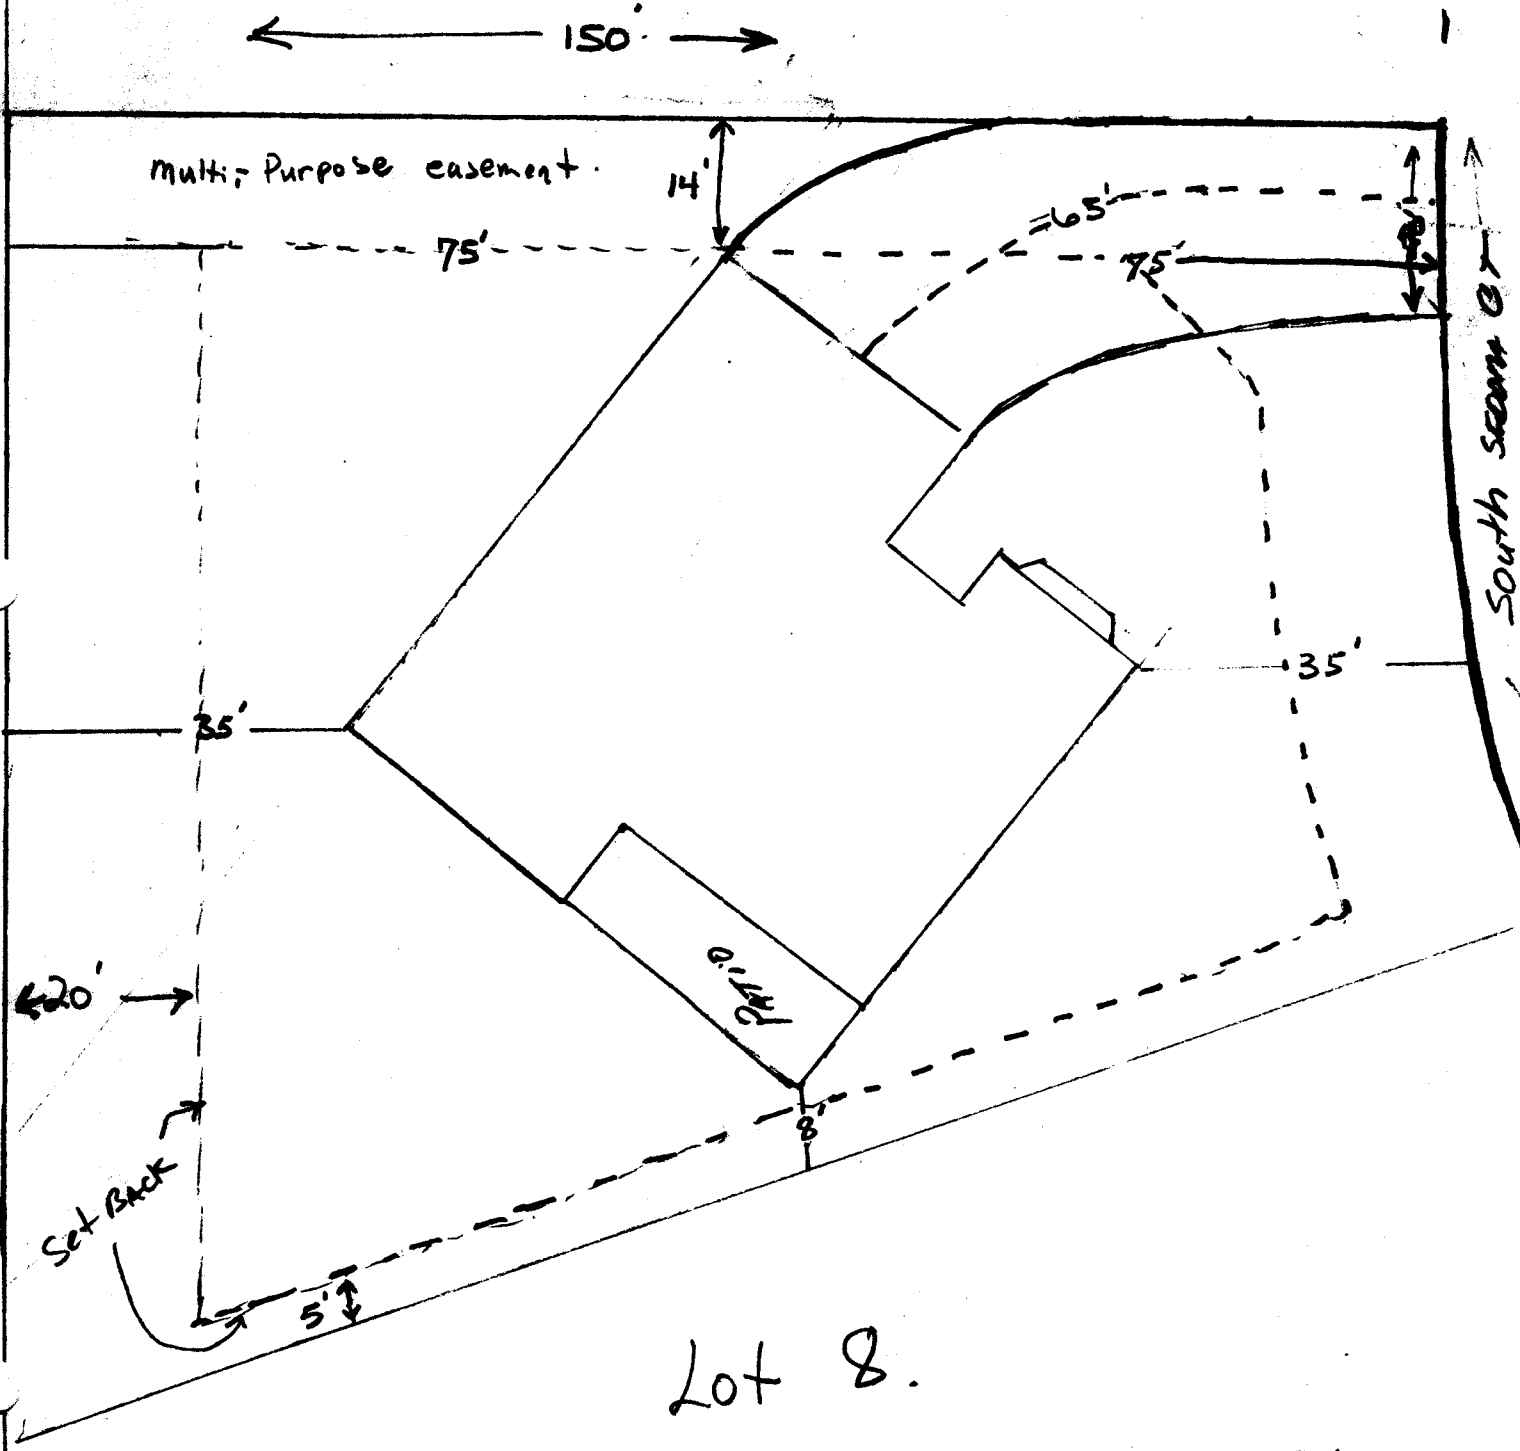 150'
multi-Purpose easement.
14'
75'
=65'
75'
35'
35'
20'
Set BACK
PATIO
8'
5'
South
CT
Lot 8.